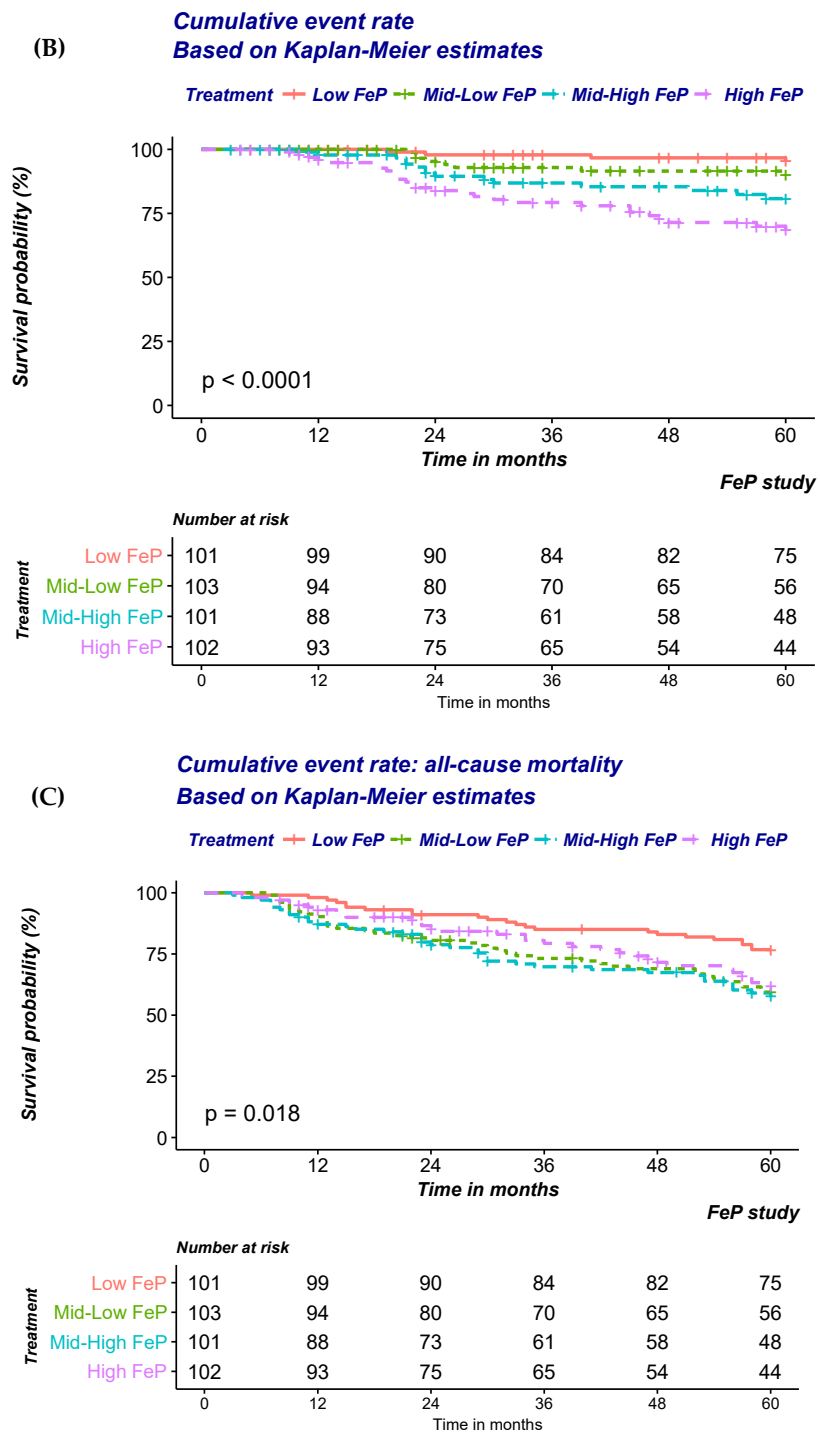 (B)
Cumulative event rate
Based on Kaplan-Meier estimates
Treatment Low FeP Mid-Low FeP Mid-High FeP High FeP
Survival probability (%)
100
75
50
25
0
p < 0.0001
0 12 24 36 48 60
Time in months
FeP study
Number at risk
Treatment
Low FeP 101 99 90 84 82 75
Mid-Low FeP 103 94 80 70 65 56
Mid-High FeP 101 88 73 61 58 48
High FeP 102 93 75 65 54 44
0 12 24 36 48 60
Time in months
(C)
Cumulative event rate: all-cause mortality
Based on Kaplan-Meier estimates
Treatment Low FeP Mid-Low FeP Mid-High FeP High FeP
Survival probability (%)
100
75
50
25
0
p = 0.018
0 12 24 36 48 60
Time in months
FeP study
Number at risk
Treatment
Low FeP 101 99 90 84 82 75
Mid-Low FeP 103 94 80 70 65 56
Mid-High FeP 101 88 73 61 58 48
High FeP 102 93 75 65 54 44
0 12 24 36 48 60
Time in months